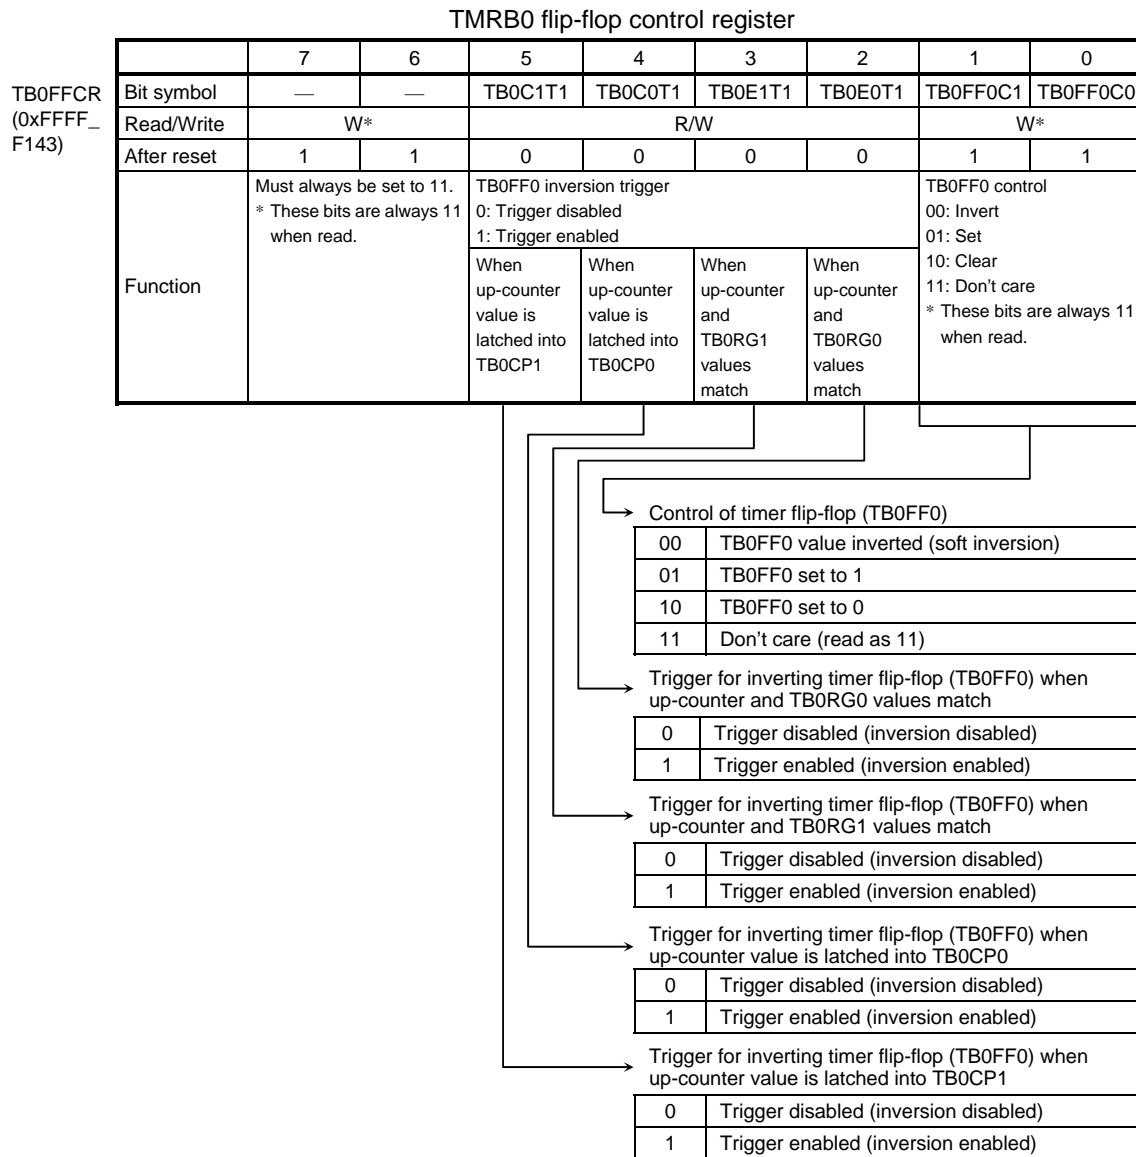 TMRB0 flip-flop control register
7 6 5 4 3 2 1 0
TB0FFCR
(0xFFFF_
F143)
Bit symbol — — TB0C1T1 TB0C0T1 TB0E1T1 TB0E0T1 TB0FF0C1 TB0FF0C0
Read/Write W* R/W W*
After reset 1 1 0 0 0 0 1 1
Function
Must always be set to 11.
* These bits are always 11
when read.
TB0FF0 inversion trigger
0: Trigger disabled
1: Trigger enabled
When
up-counter
value is
latched into
TB0CP1
When
up-counter
value is
latched into
TB0CP0
When
up-counter
and
TB0RG1
values
match
When
up-counter
and
TB0RG0
values
match
TB0FF0 control
00: Invert
01: Set
10: Clear
11: Don't care
* These bits are always 11
when read.
Control of timer flip-flop (TB0FF0)
00 TB0FF0 value inverted (soft inversion)
01 TB0FF0 set to 1
10 TB0FF0 set to 0
11 Don't care (read as 11)
Trigger for inverting timer flip-flop (TB0FF0) when
up-counter and TB0RG0 values match
0 Trigger disabled (inversion disabled)
1 Trigger enabled (inversion enabled)
Trigger for inverting timer flip-flop (TB0FF0) when
up-counter and TB0RG1 values match
0 Trigger disabled (inversion disabled)
1 Trigger enabled (inversion enabled)
Trigger for inverting timer flip-flop (TB0FF0) when
up-counter value is latched into TB0CP0
0 Trigger disabled (inversion disabled)
1 Trigger enabled (inversion enabled)
Trigger for inverting timer flip-flop (TB0FF0) when
up-counter value is latched into TB0CP1
0 Trigger disabled (inversion disabled)
1 Trigger enabled (inversion enabled)